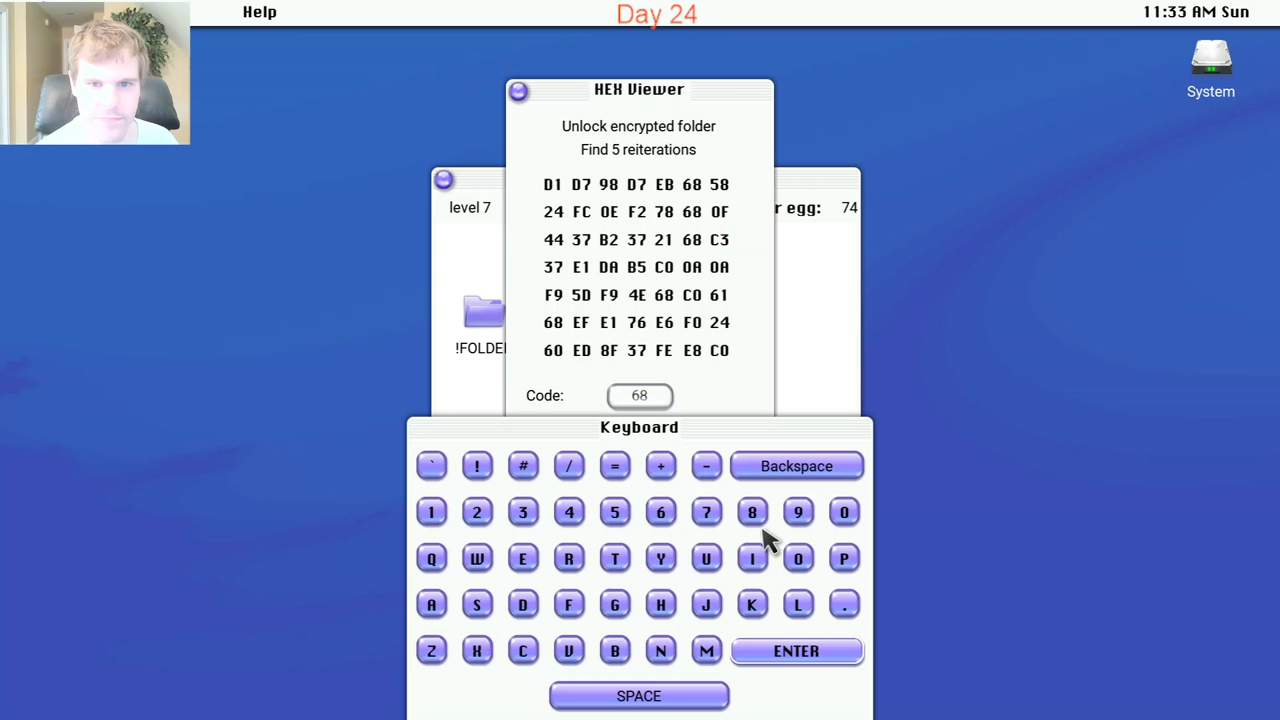 Help
Day 24
11:33 AM Sun
System
HEX Viewer
Unlock encrypted folder
Find 5 reiterations
D1 D7 98 D7 EB 68 58
24 FC 0E F2 78 68 0F
44 37 B2 37 21 68 C3
37 E1 DA B5 C0 0A 0A
F9 5D F9 4E 68 C0 61
68 EF E1 76 E6 F0 24
60 ED 8F 37 FE E8 C0
Code: 68
level 7
r egg: 74
!FOLDE
Keyboard
` ! # / = + - Backspace
1 2 3 4 5 6 7 8 9 0
Q W E R T Y U I O P
A S D F G H J K L .
Z X C V B N M ENTER
SPACE